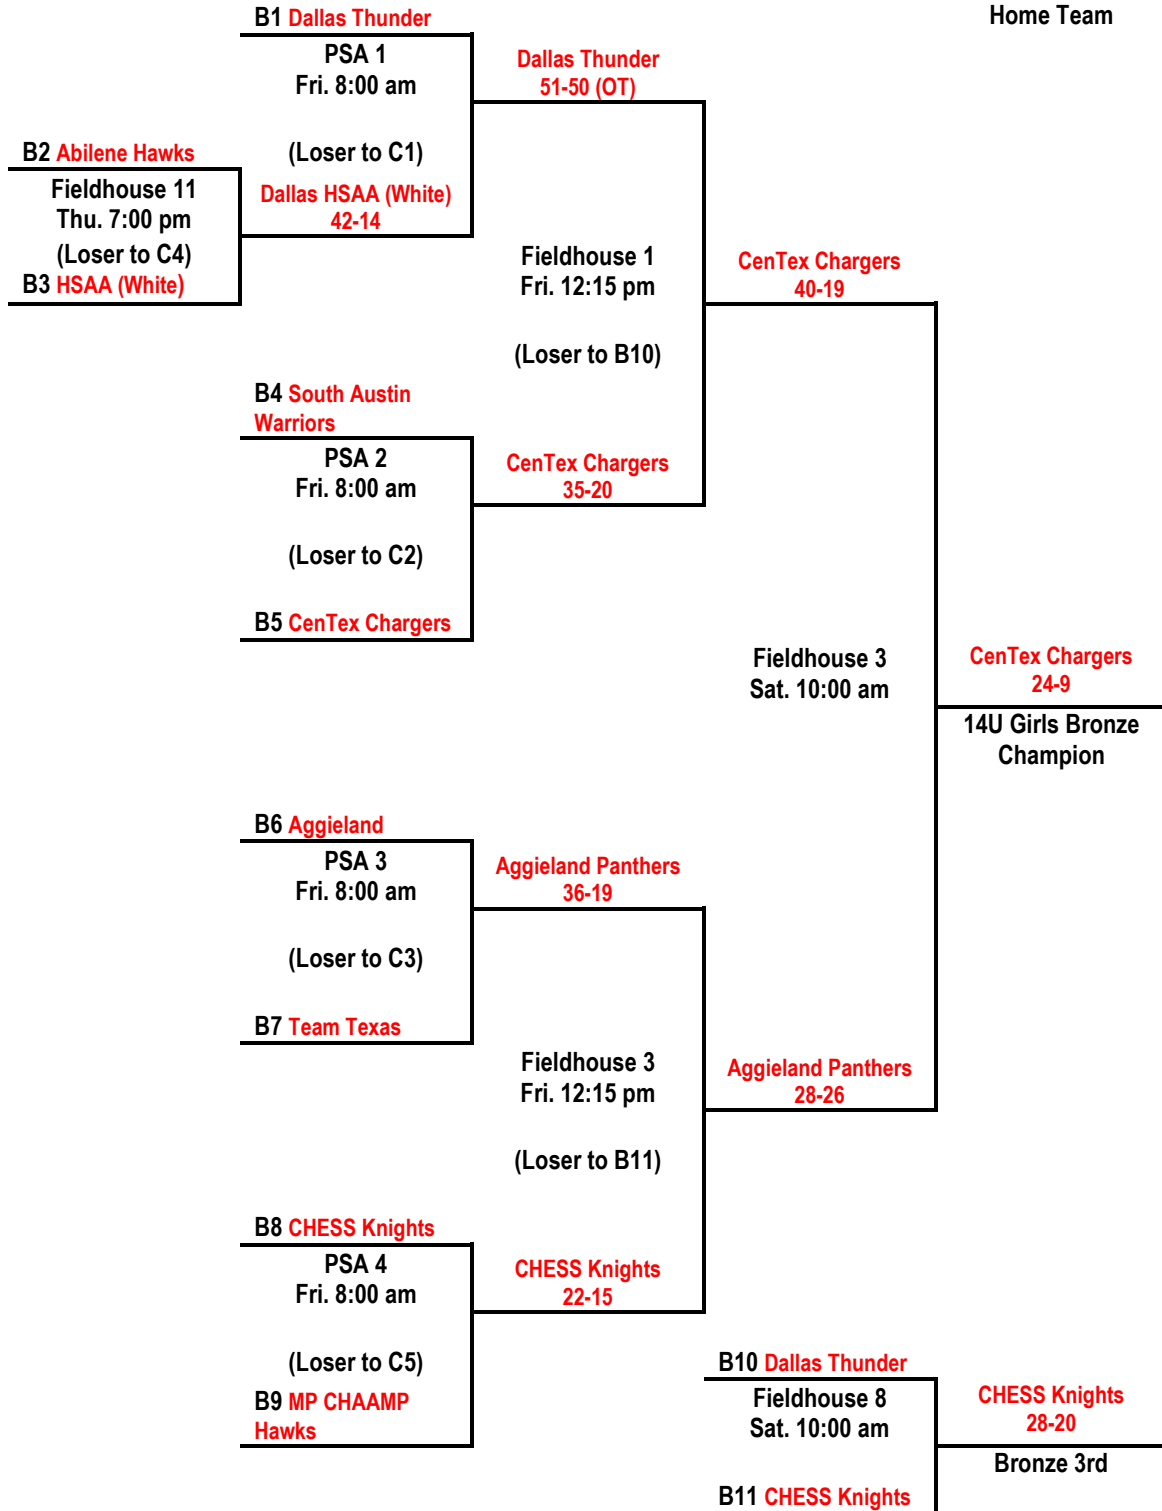 B1 Dallas Thunder
Home Team
PSA 1
Fri. 8:00 am
Dallas Thunder
51-50 (OT)
(Loser to C1)
B2 Abilene Hawks
Fieldhouse 11
Thu. 7:00 pm
(Loser to C4)
B3 HSAA (White)
Dallas HSAA (White)
42-14
Fieldhouse 1
Fri. 12:15 pm
(Loser to B10)
CenTex Chargers
40-19
B4 South Austin
Warriors
PSA 2
Fri. 8:00 am
CenTex Chargers
35-20
(Loser to C2)
B5 CenTex Chargers
Fieldhouse 3
Sat. 10:00 am
CenTex Chargers
24-9
14U Girls Bronze
Champion
B6 Aggieland
PSA 3
Fri. 8:00 am
Aggieland Panthers
36-19
(Loser to C3)
B7 Team Texas
Fieldhouse 3
Fri. 12:15 pm
(Loser to B11)
Aggieland Panthers
28-26
B8 CHESS Knights
PSA 4
Fri. 8:00 am
CHESS Knights
22-15
(Loser to C5)
B9 MP CHAAMP
Hawks
B10 Dallas Thunder
Fieldhouse 8
Sat. 10:00 am
CHESS Knights
28-20
Bronze 3rd
B11 CHESS Knights